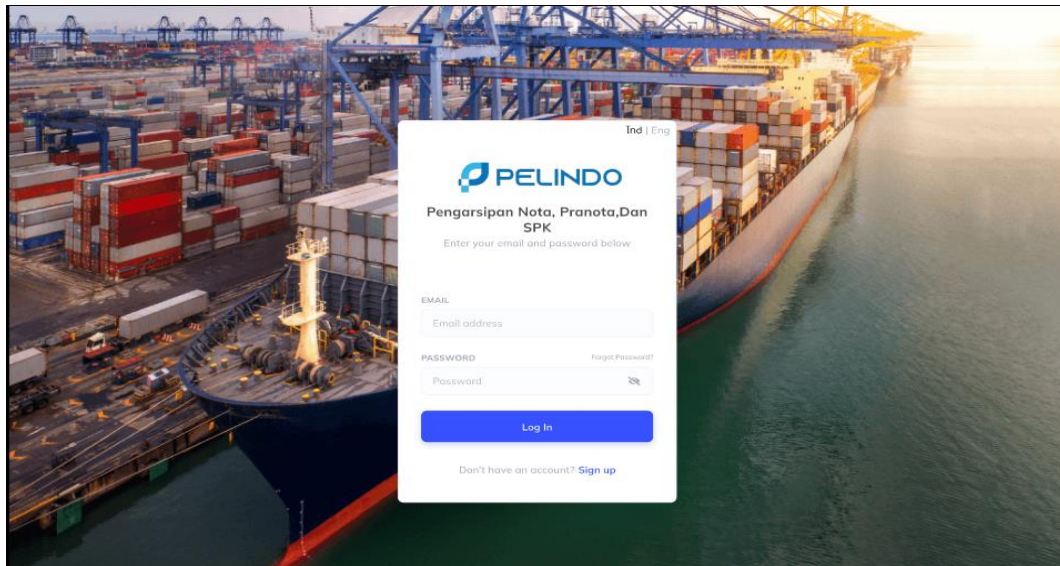 Ind | Eng
PELINDO
Pengarsipan Nota, Pranota,Dan
SPK
Enter your email and password below
EMAIL
Email address
PASSWORD Forgot Password?
Password
Log In
Don't have an account? Sign up